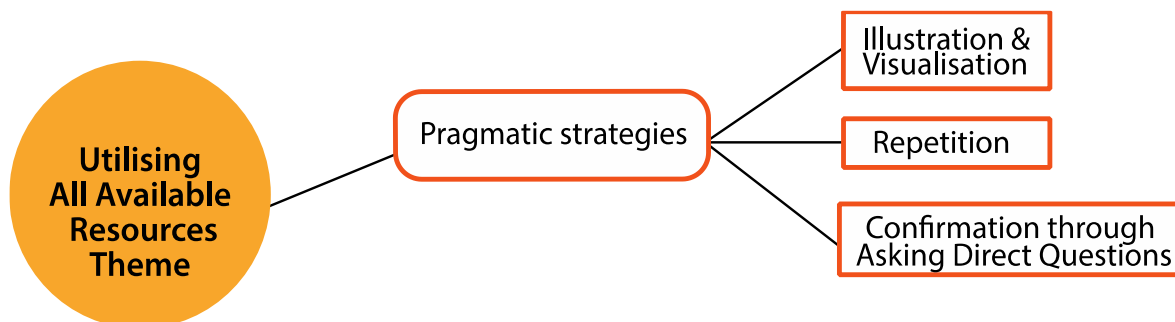 Utilising
All Available
Resources
Theme
Pragmatic strategies
Illustration &
Visualisation
Repetition
Confirmation through
Asking Direct Questions